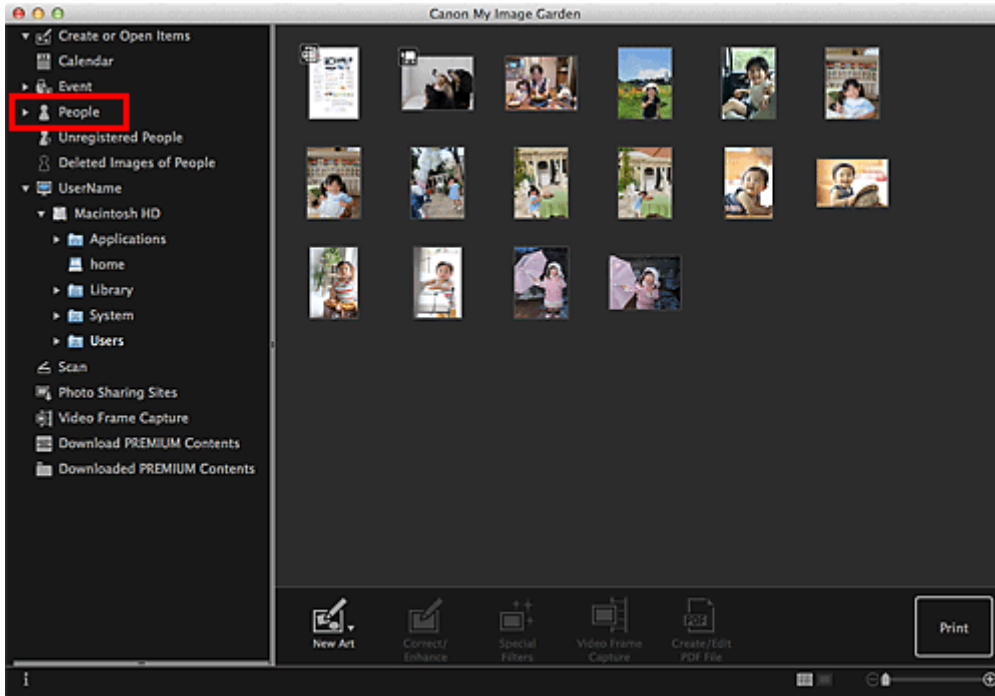 Canon My Image Garden
Create or Open Items
Calendar
Event
People
Unregistered People
Deleted Images of People
UserName
Macintosh HD
Applications
home
Library
System
Users
Scan
Photo Sharing Sites
Video Frame Capture
Download PREMIUM Contents
Downloaded PREMIUM Contents
New Art
Correct/
Enhance
Special
Filters
Video Frame
Capture
PDF
Create/Edit
PDF File
Print